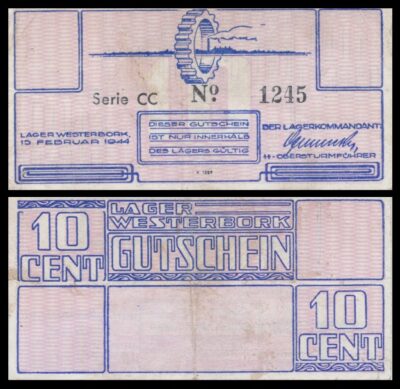 Serie CC Nº 1245
LAGER WESTERBORK,
15 FEBRUAR 1944
DIESER GUTSCHEIN
IST NUR INNERHALB
DES LAGERS GÜLTIG
DER LAGERKOMMANDANT
ᛋᛋ-OBERSTURMFÜHRER
10
CENT
LAGER
WESTERBORK
GUTSCHEIN
10
CENT